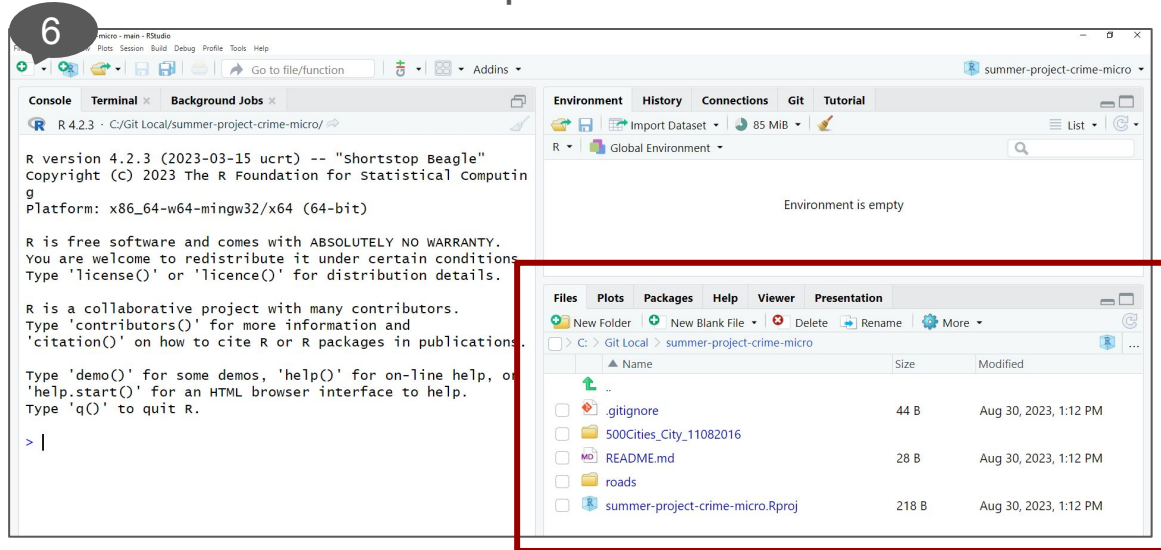 6
micro - main - RStudio
Plots Session Build Debug Profile Tools Help
Go to file/function Addins summer-project-crime-micro
Console Terminal Background Jobs
R 4.2.3 · C:/Git Local/summer-project-crime-micro/
R version 4.2.3 (2023-03-15 ucrt) -- "Shortstop Beagle"
Copyright (C) 2023 The R Foundation for Statistical Computin
g
Platform: x86_64-w64-mingw32/x64 (64-bit)
R is free software and comes with ABSOLUTELY NO WARRANTY.
You are welcome to redistribute it under certain conditions
Type 'license()' or 'licence()' for distribution details.
R is a collaborative project with many contributors.
Type 'contributors()' for more information and
'citation()' on how to cite R or R packages in publications.
Type 'demo()' for some demos, 'help()' for on-line help, or
'help.start()' for an HTML browser interface to help.
Type 'q()' to quit R.
>
Environment History Connections Git Tutorial
Import Dataset 85 MiB List
R Global Environment
Environment is empty
Files Plots Packages Help Viewer Presentation
New Folder New Blank File Delete Rename More
C: > Git Local > summer-project-crime-micro ...
Name Size Modified
..
.gitignore 44 B Aug 30, 2023, 1:12 PM
500Cities_City_11082016
README.md 28 B Aug 30, 2023, 1:12 PM
roads
summer-project-crime-micro.Rproj 218 B Aug 30, 2023, 1:12 PM